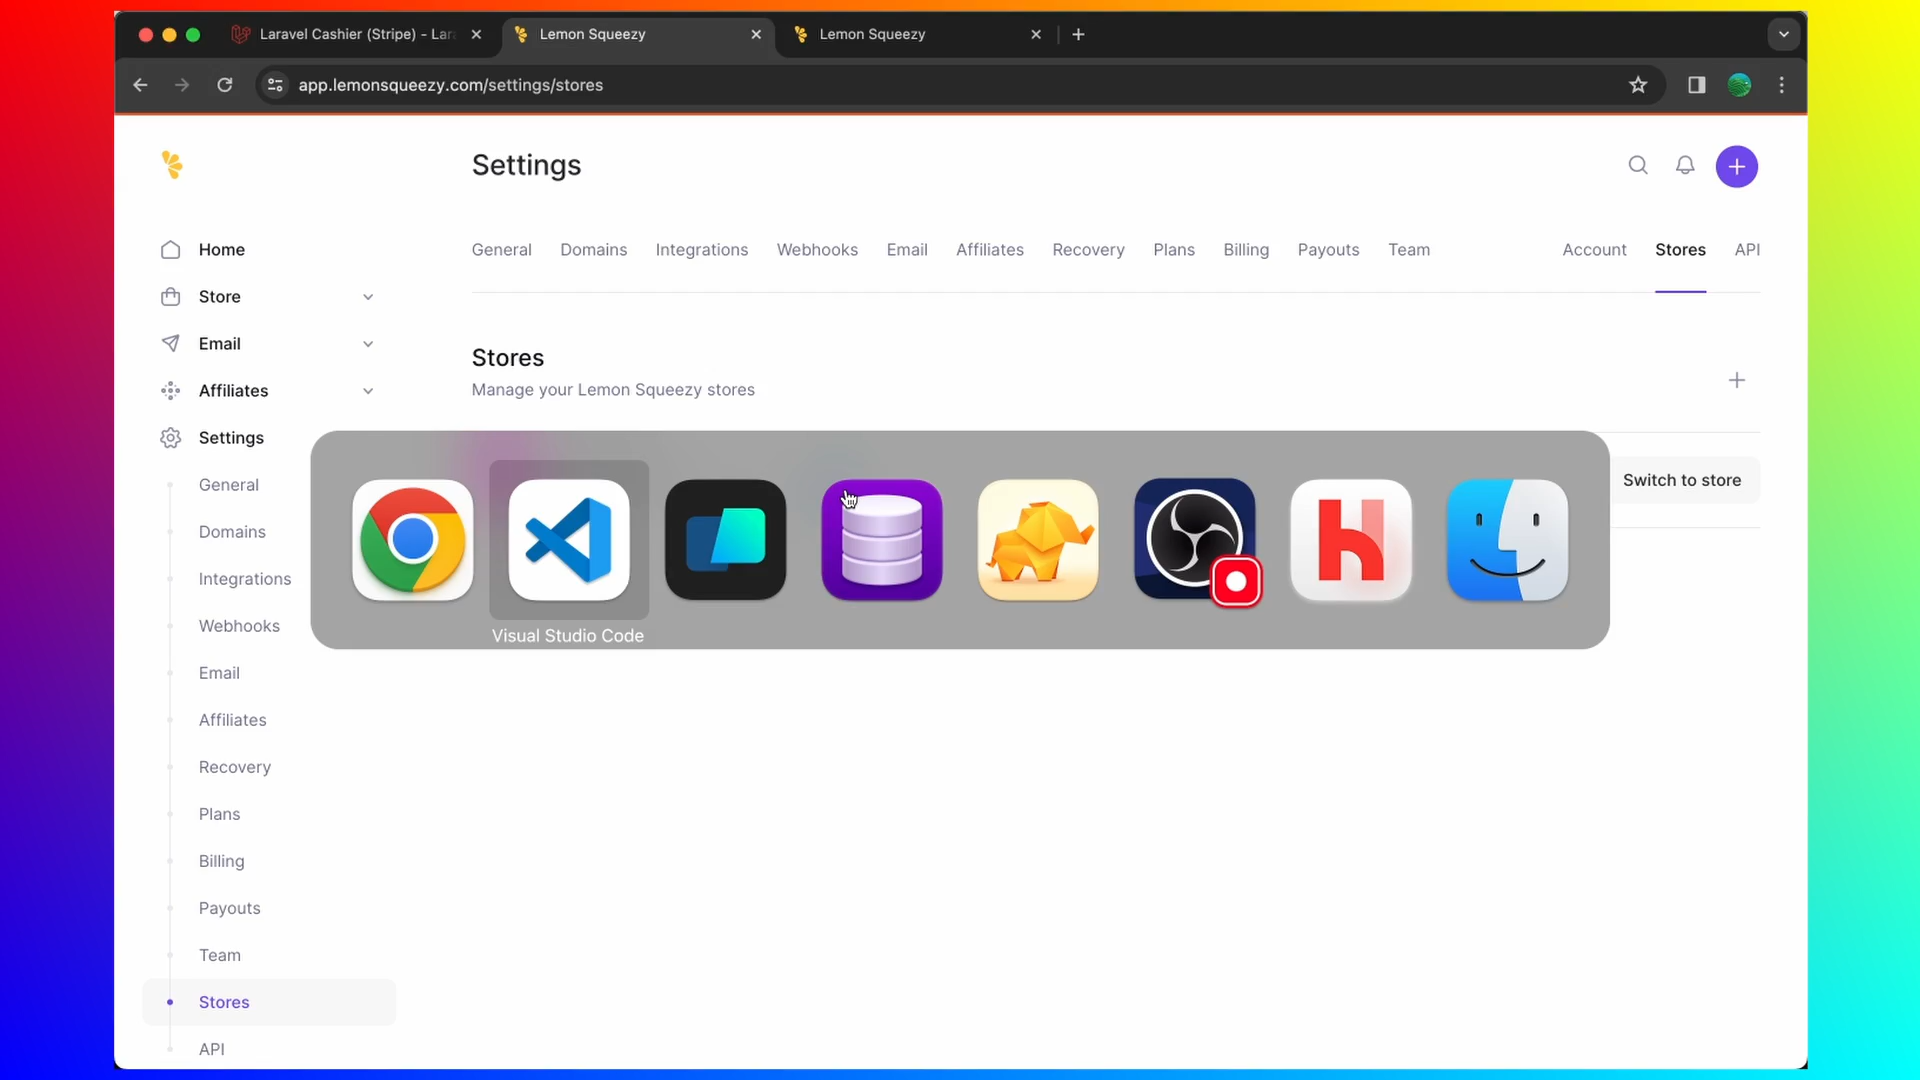 Laravel Cashier (Stripe) - Lar
Lemon Squeezy
Lemon Squeezy
app.lemonsqueezy.com/settings/stores
Settings
Home
Store
Email
Affiliates
Settings
General
Domains
Integrations
Webhooks
Email
Affiliates
Recovery
Plans
Billing
Payouts
Team
Stores
API
General Domains Integrations Webhooks Email Affiliates Recovery Plans Billing Payouts Team Account Stores API
Stores
Manage your Lemon Squeezy stores
Switch to store
Visual Studio Code